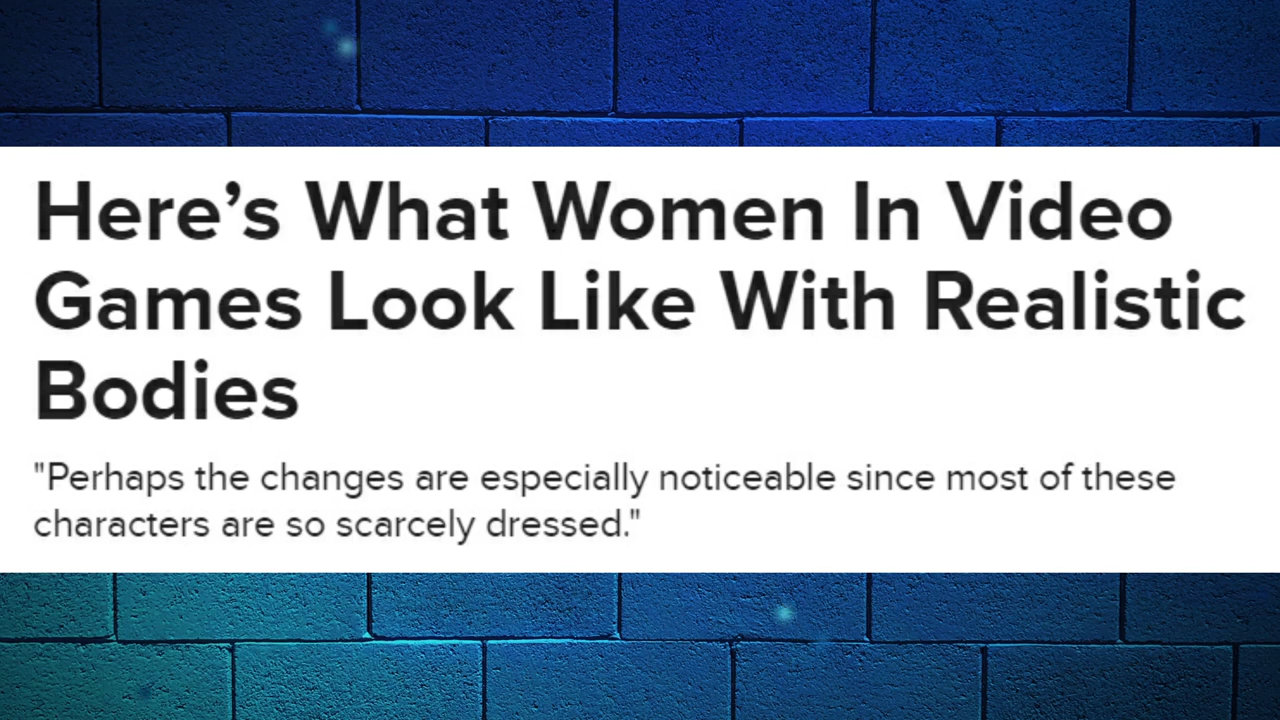 Here’s What Women In Video
Games Look Like With Realistic
Bodies
"Perhaps the changes are especially noticeable since most of these
characters are so scarcely dressed."